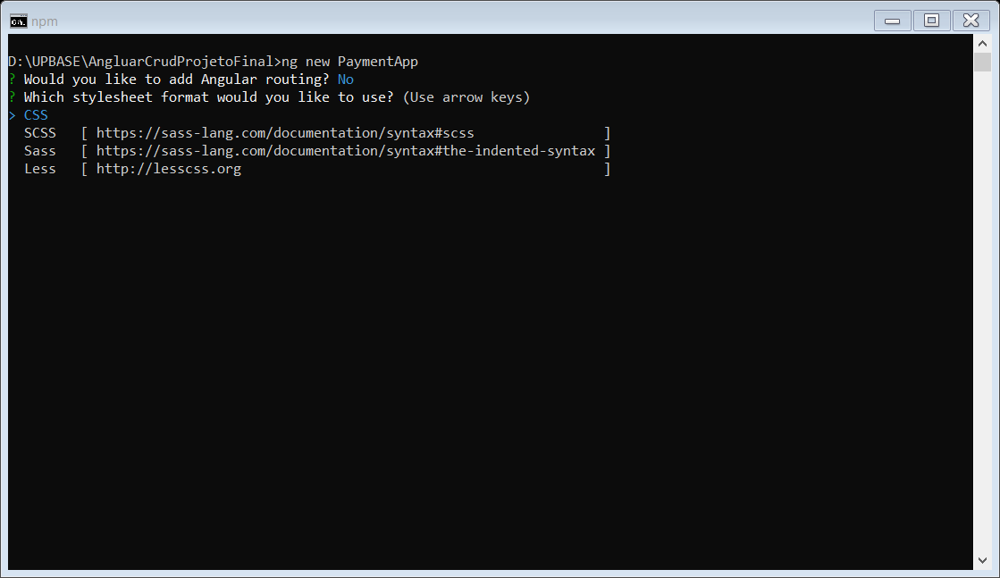 npm
D:\UPBASE\AngluarCrudProjetoFinal>ng new PaymentApp
? Would you like to add Angular routing? No
? Which stylesheet format would you like to use? (Use arrow keys)
> CSS
  SCSS   [ https://sass-lang.com/documentation/syntax#scss                ]
  Sass   [ https://sass-lang.com/documentation/syntax#the-indented-syntax ]
  Less   [ http://lesscss.org                                             ]